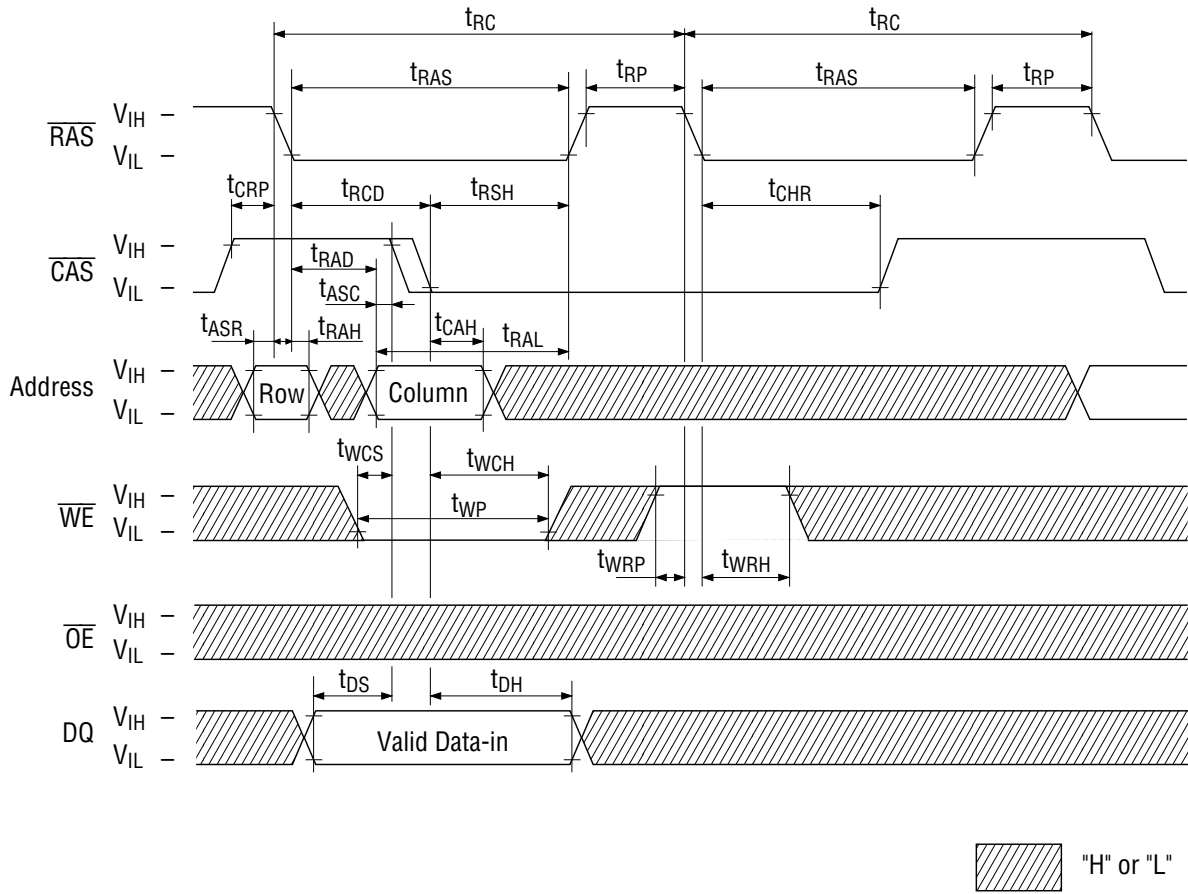 tRC tRC
tRAS tRP tRAS tRP
RAS VIH –
VIL –
tCRP tRCD tRSH tCHR
CAS VIH –
VIL –
tRAD
tASC
tASR tRAH tCAH tRAL
Address VIH –
VIL –
Row Column
tWCS tWCH
WE VIH –
VIL –
tWP
tWRP tWRH
OE VIH –
VIL –
tDS tDH
DQ VIH –
VIL –
Valid Data-in
"H" or "L"